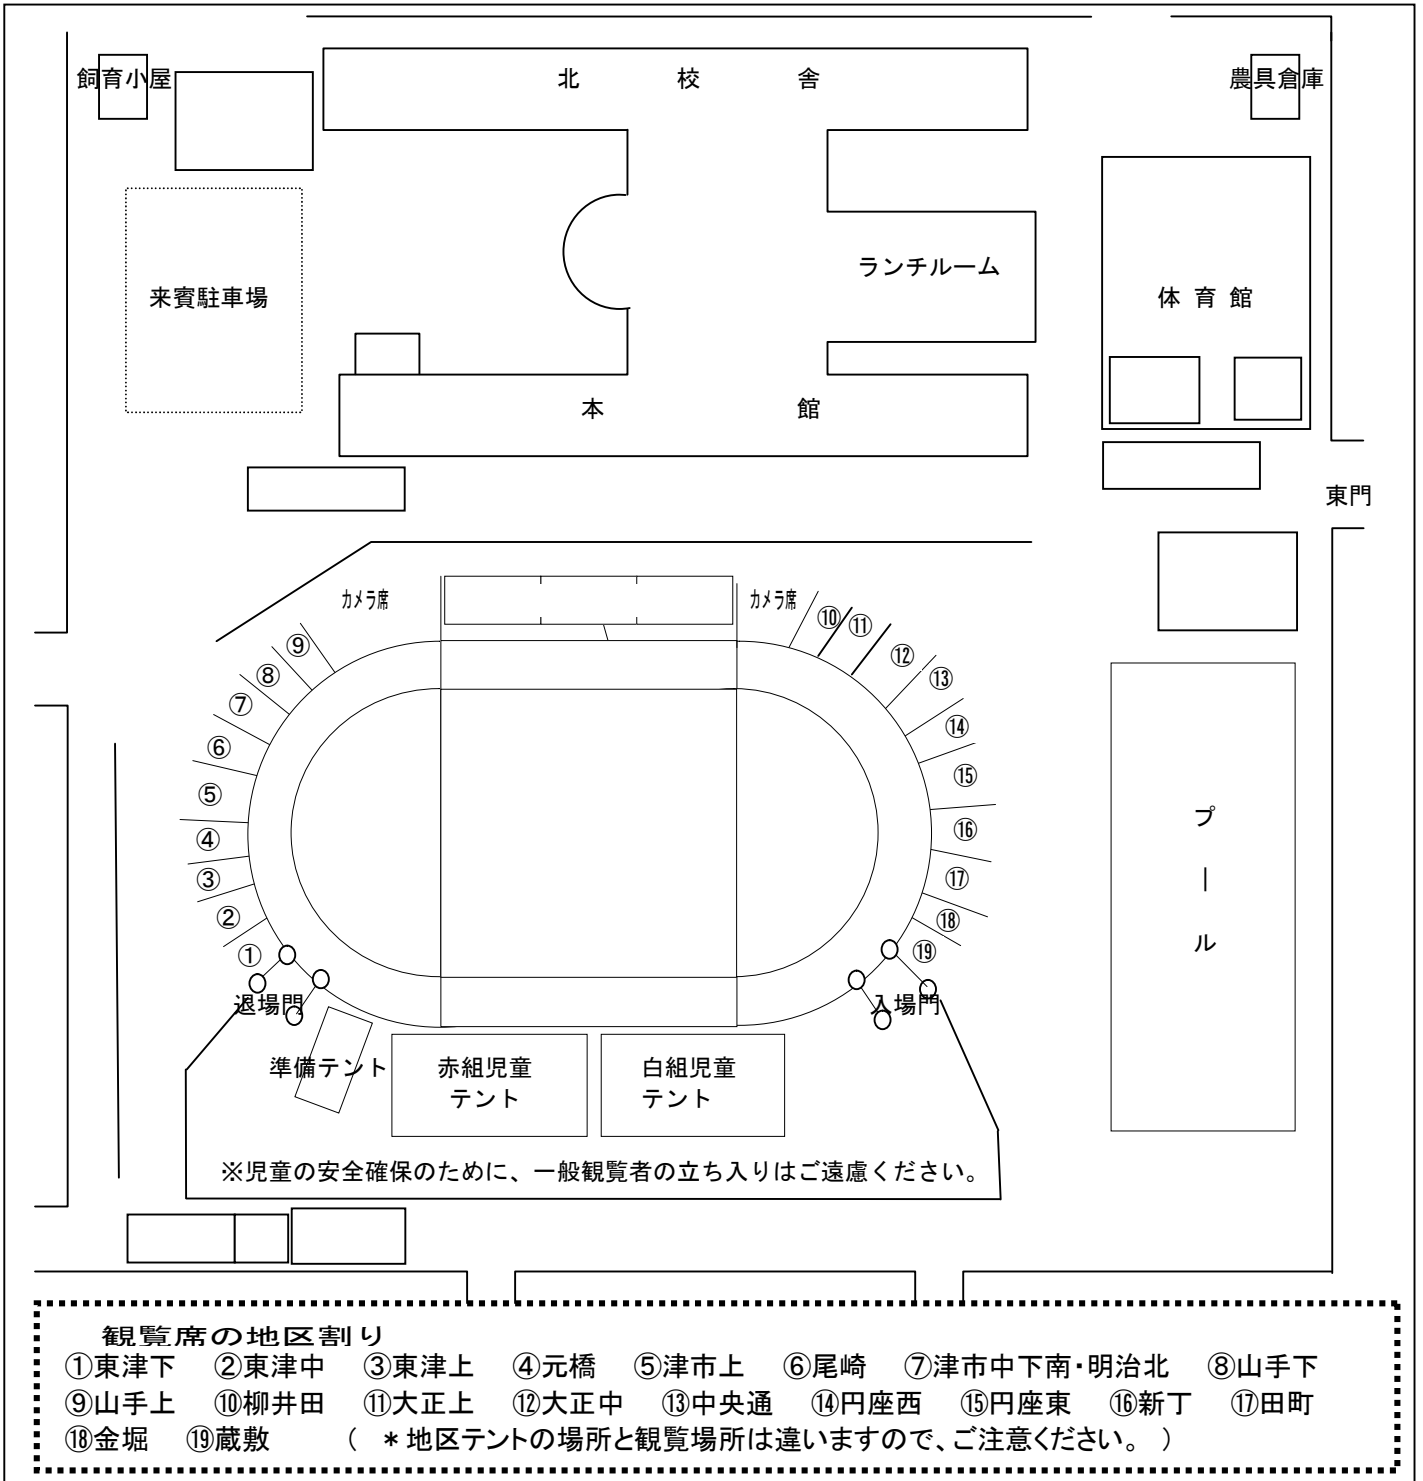 飼育小屋
北校舎
農具倉庫
ランチルーム
来賓駐車場
体育館
本館
東門
カメラ席
カメラ席
⑩
⑪
⑨
⑫
⑧
⑬
⑦
⑭
⑥
⑮
⑤
プール
⑯
④
③
⑰
②
⑱
①
⑲
退場門
入場門
準備テント
赤組児童
テント
白組児童
テント
※児童の安全確保のために、一般観覧者の立ち入りはご遠慮ください。
観覧席の地区割り
①東津下 ②東津中 ③東津上 ④元橋 ⑤津市上 ⑥尾崎 ⑦津市中下南・明治北 ⑧山手下
⑨山手上 ⑩柳井田 ⑪大正上 ⑫大正中 ⑬中央通 ⑭円座西 ⑮円座東 ⑯新丁 ⑰田町
⑱金堀 ⑲蔵敷 ( *地区テントの場所と観覧場所は違いますので、ご注意ください。 )